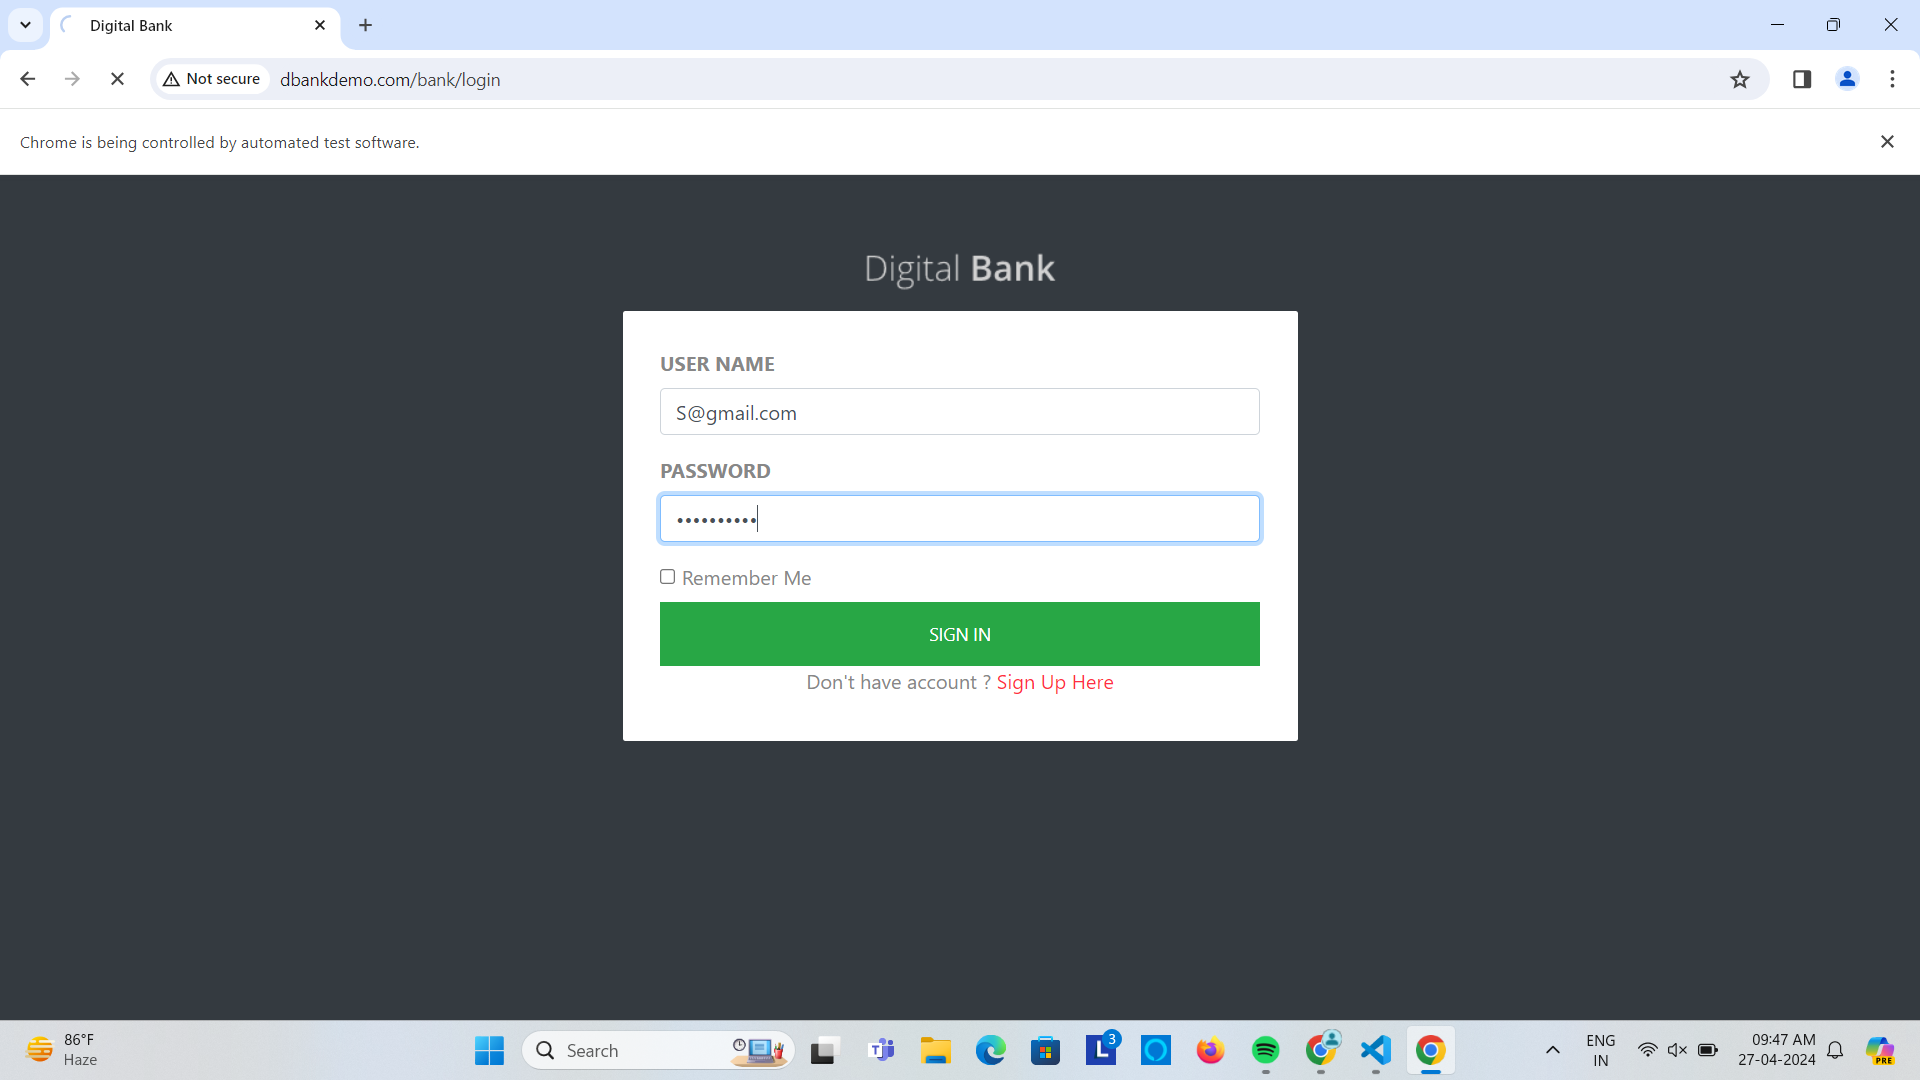 Digital Bank
Not secure
dbankdemo.com/bank/login
Chrome is being controlled by automated test software.
Digital Bank
USER NAME
S@gmail.com
PASSWORD
••••••••••
Remember Me
SIGN IN
Don't have account ? Sign Up Here
86°F
Haze
Search
3
L
T
ENG
IN
09:47 AM
27-04-2024
PRE